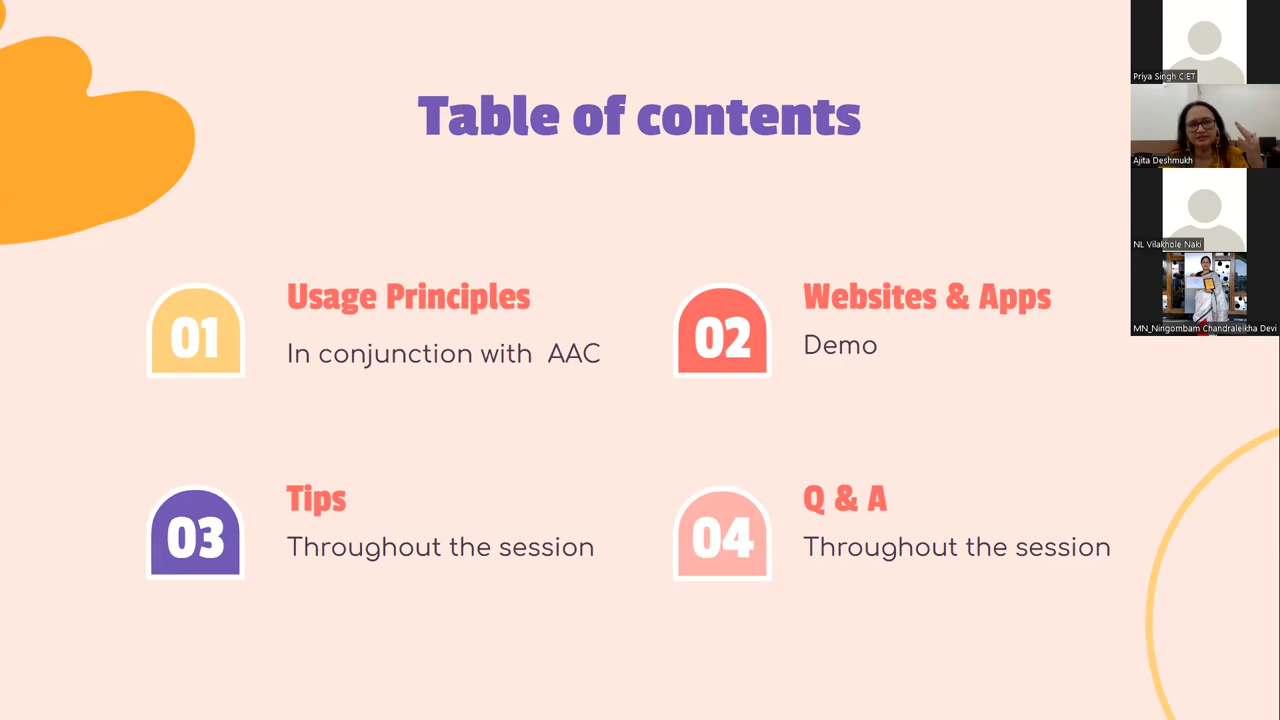 Table of contents
01
Usage Principles
In conjunction with AAC
02
Websites & Apps
Demo
03
Tips
Throughout the session
04
Q & A
Throughout the session
Priya Singh CIET
Ajita Deshmukh
NL Vilakhole Naki
MN_Ningombam Chandraleikha Devi